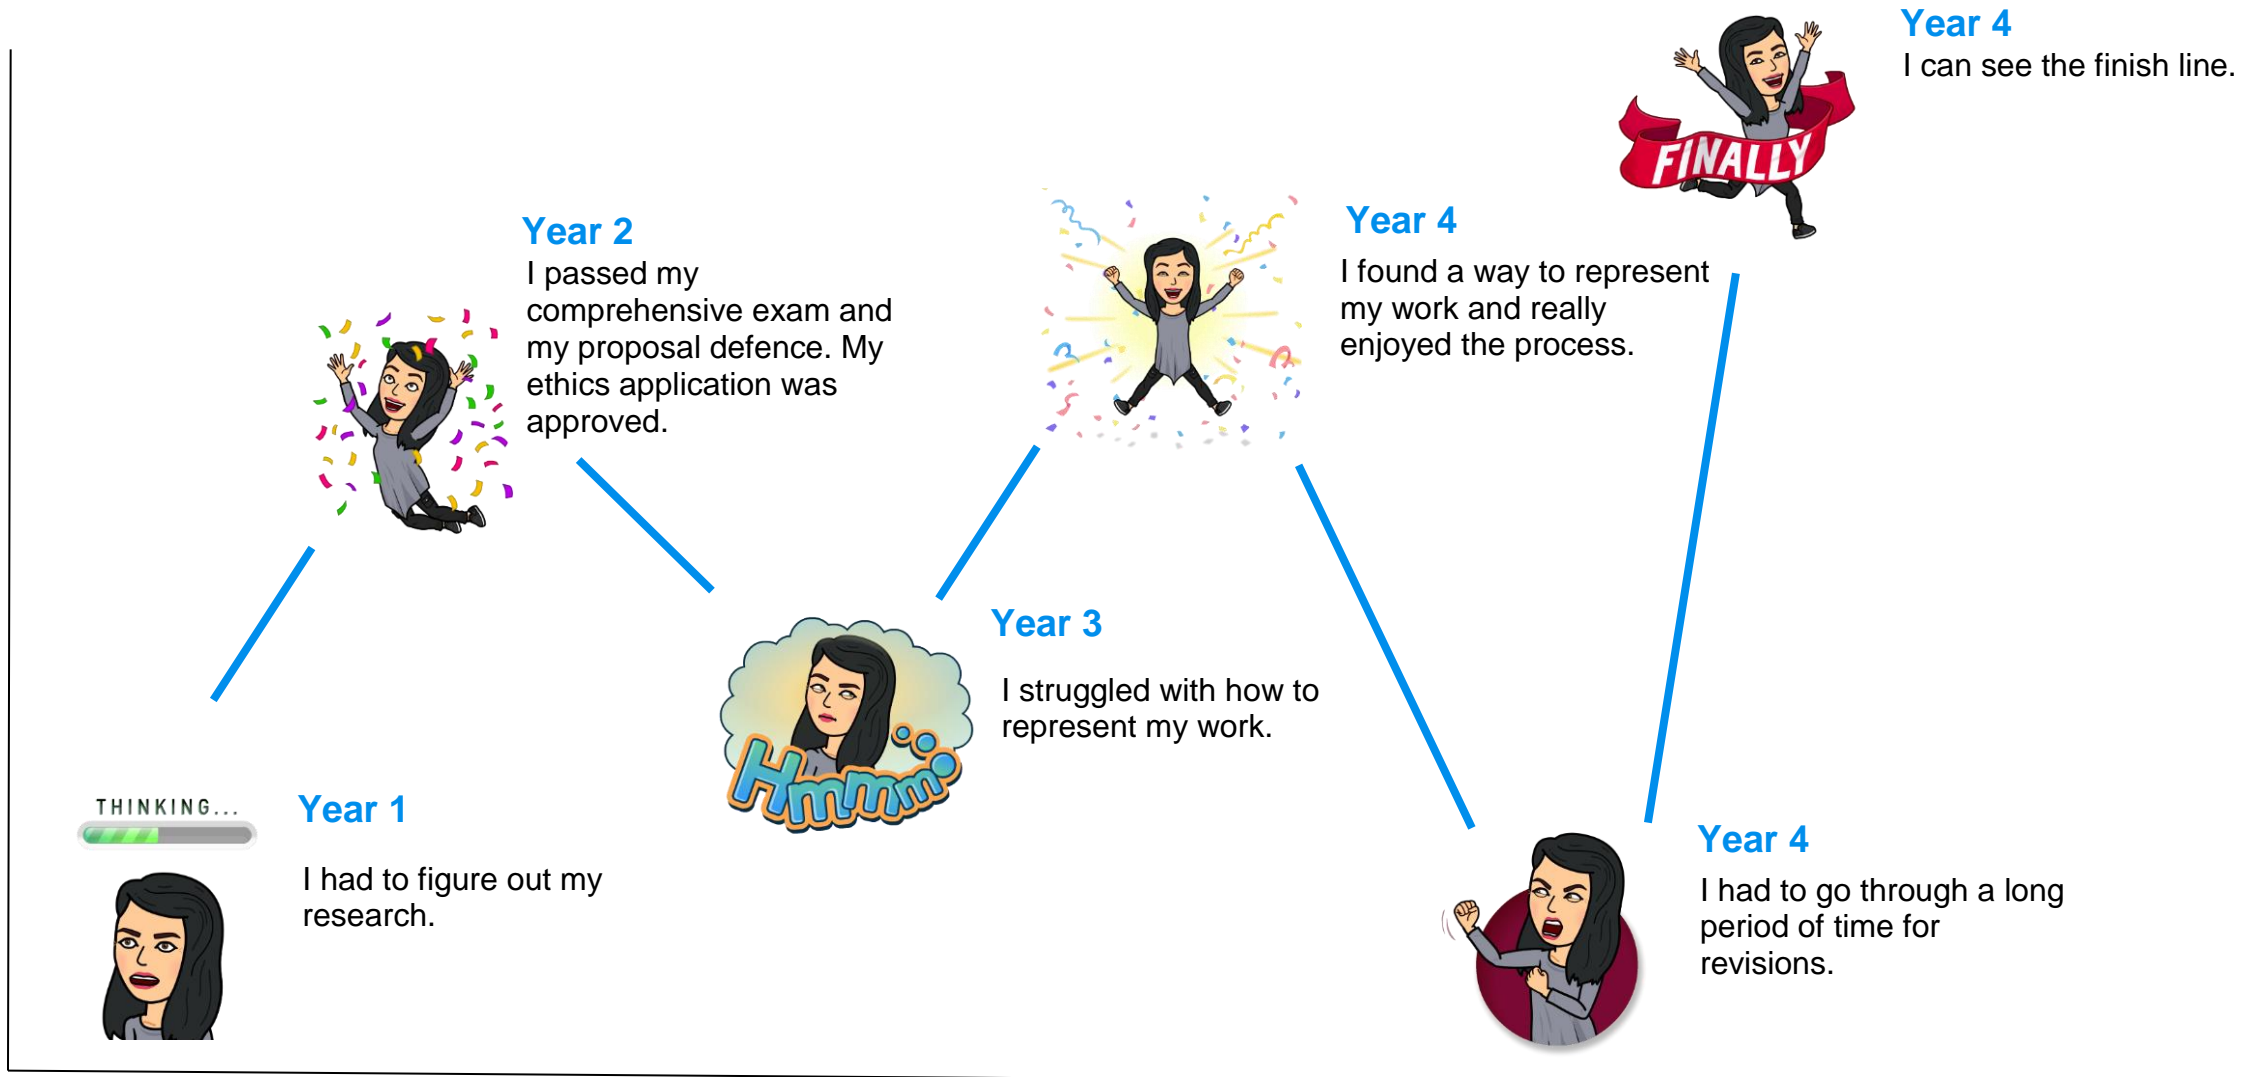 THINKING...
Year 1
I had to figure out my
research.
Year 2
I passed my
comprehensive exam and
my proposal defence. My
ethics application was
approved.
Hmmm
Year 3
I struggled with how to
represent my work.
Year 4
I found a way to represent
my work and really
enjoyed the process.
Year 4
I had to go through a long
period of time for
revisions.
FINALLY
Year 4
I can see the finish line.